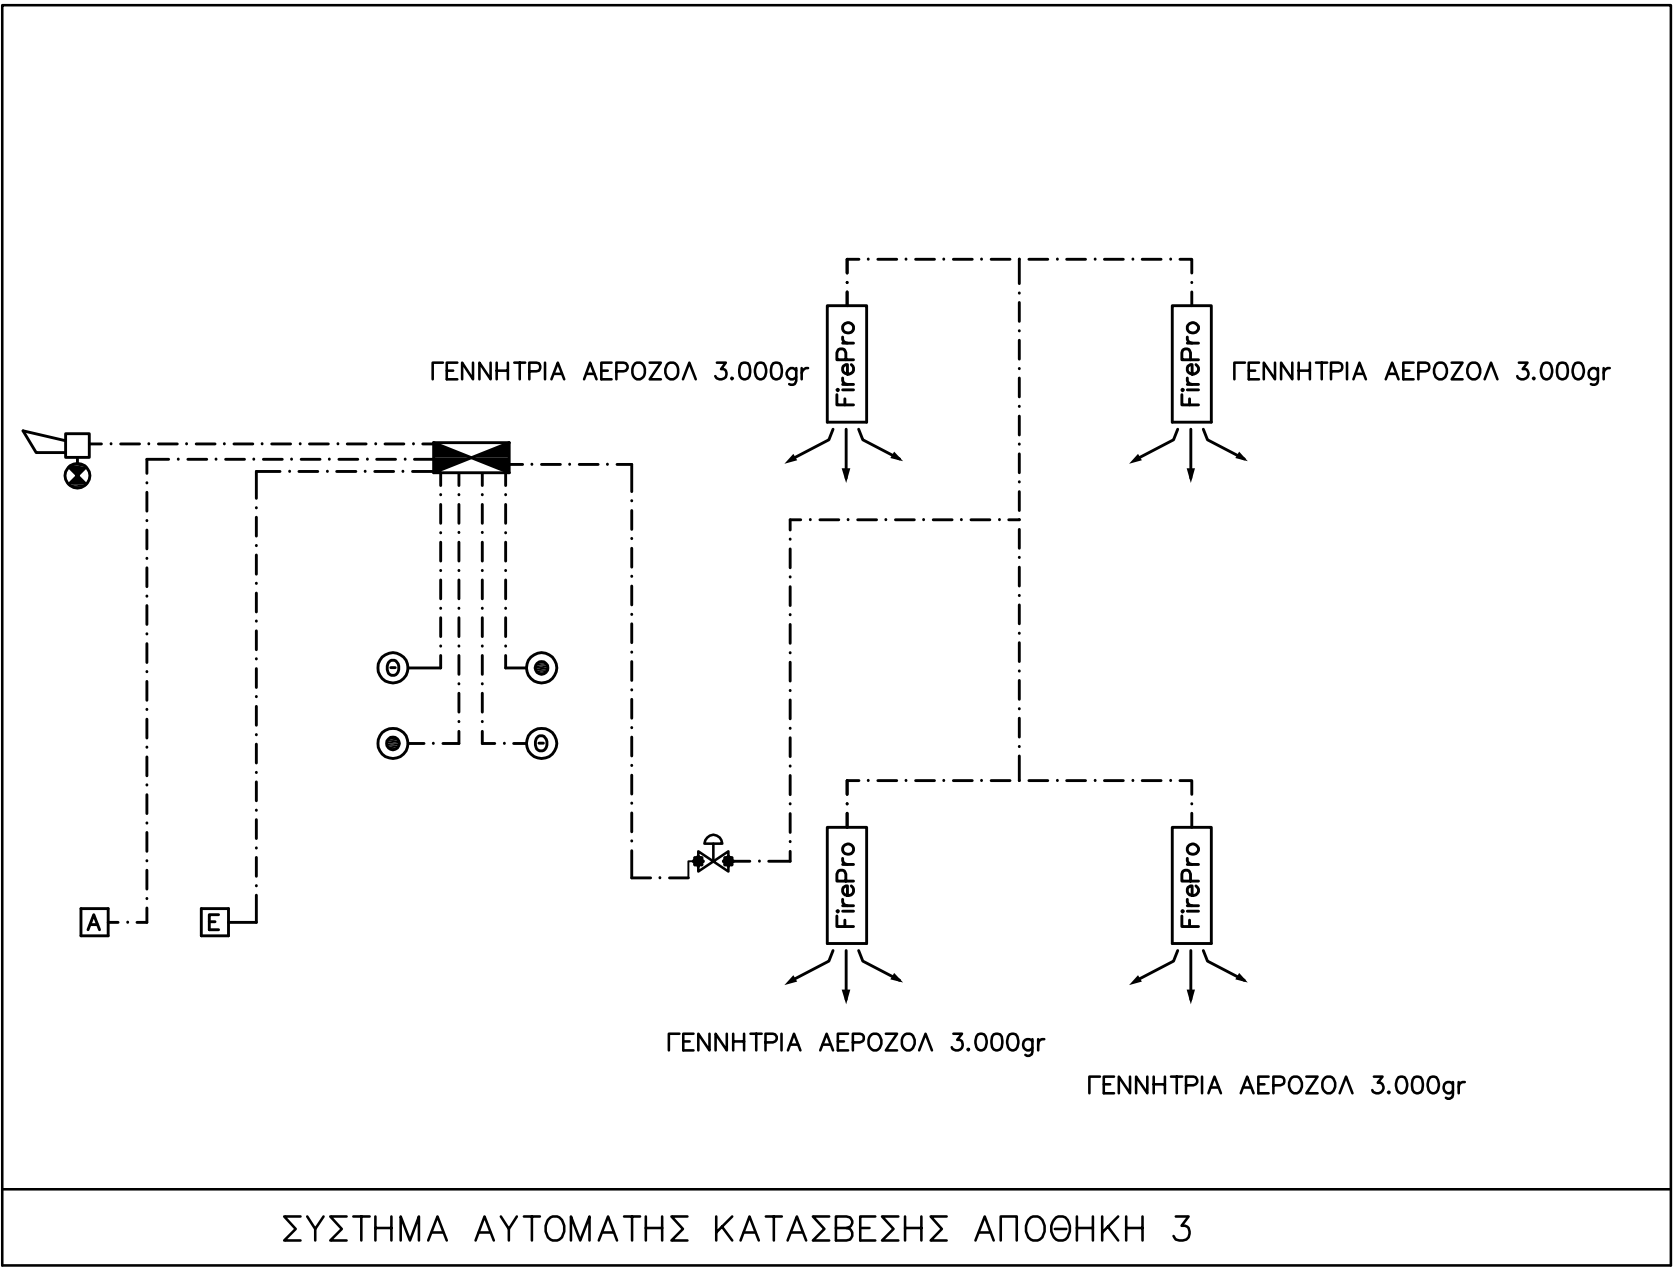 FirePro
FirePro
ΓΕΝΝΗΤΡΙΑ ΑΕΡΟΖΟΛ 3.000gr
ΓΕΝΝΗΤΡΙΑ ΑΕΡΟΖΟΛ 3.000gr
Θ
Θ
FirePro
FirePro
Α
Ε
ΓΕΝΝΗΤΡΙΑ ΑΕΡΟΖΟΛ 3.000gr
ΓΕΝΝΗΤΡΙΑ ΑΕΡΟΖΟΛ 3.000gr
ΣΥΣΤΗΜΑ ΑΥΤΟΜΑΤΗΣ ΚΑΤΑΣΒΕΣΗΣ ΑΠΟΘΗΚΗ 3